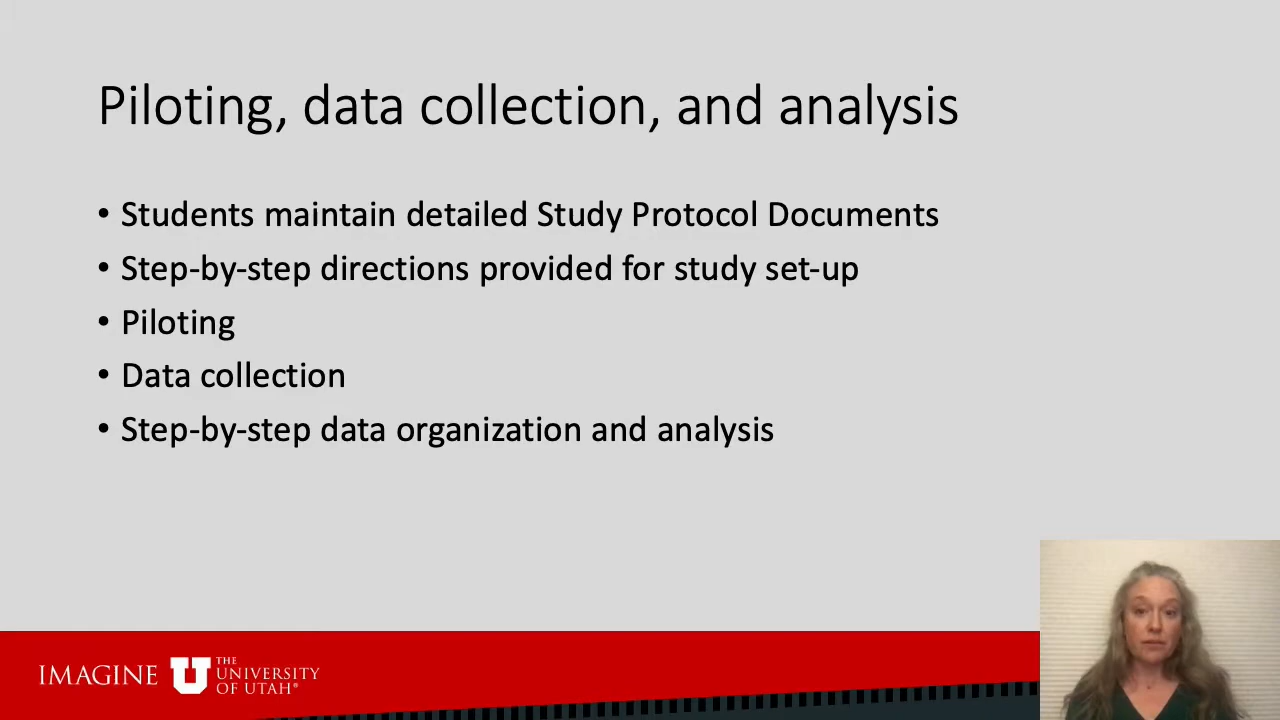 Piloting, data collection, and analysis
• Students maintain detailed Study Protocol Documents
• Step-by-step directions provided for study set-up
• Piloting
• Data collection
• Step-by-step data organization and analysis
IMAGINE U THE UNIVERSITY OF UTAH®